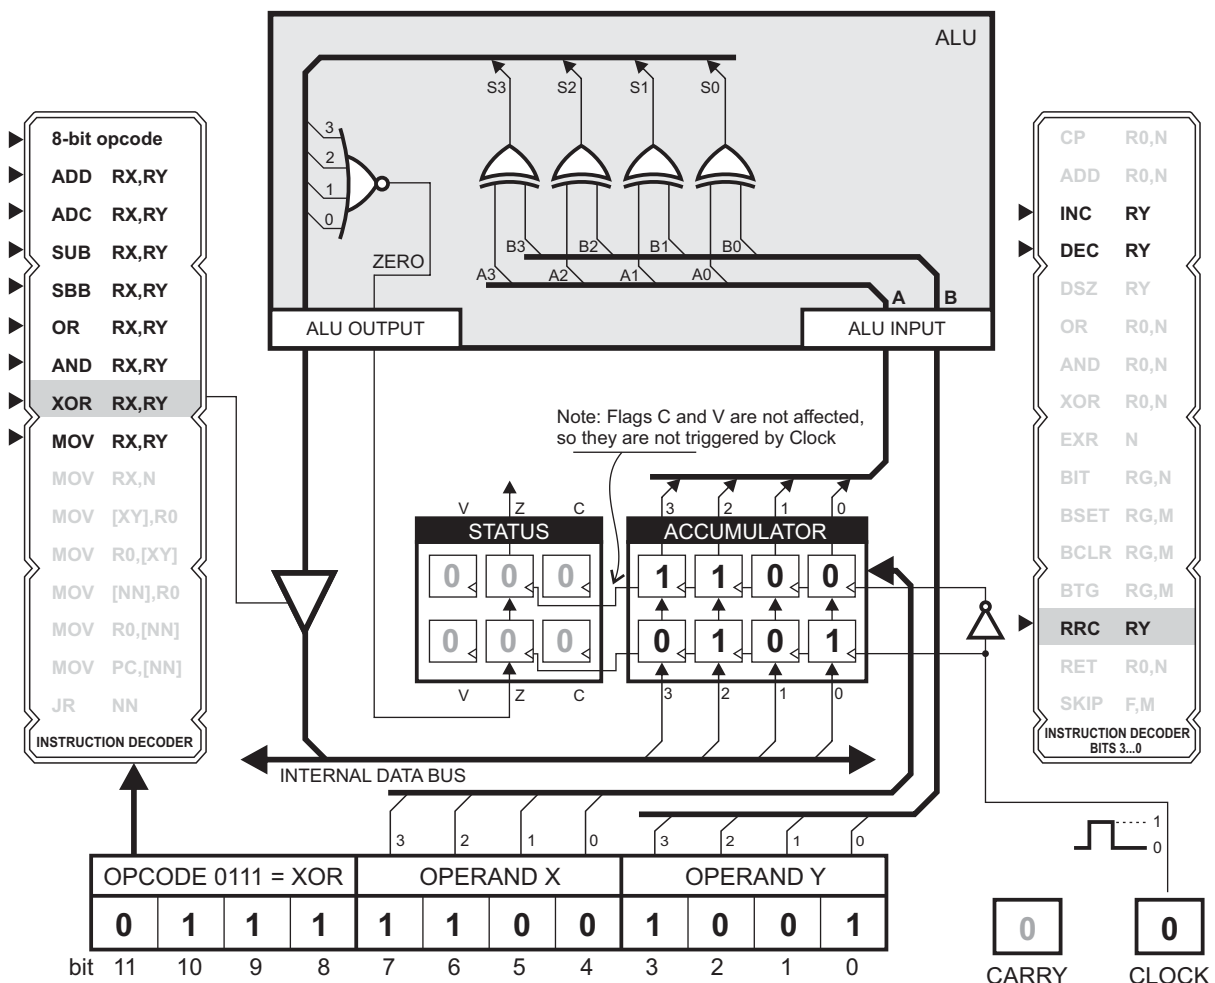 ALU
S3 S2 S1 S0
3
2
1
0
ZERO
B3 B2 B1 B0
A3 A2 A1 A0
A B
ALU OUTPUT
ALU INPUT
8-bit opcode
ADD RX,RY
ADC RX,RY
SUB RX,RY
SBB RX,RY
OR RX,RY
AND RX,RY
XOR RX,RY
MOV RX,RY
MOV RX,N
MOV [XY],R0
MOV R0,[XY]
MOV [NN],R0
MOV R0,[NN]
MOV PC,[NN]
JR NN
INSTRUCTION DECODER
CP R0,N
ADD R0,N
INC RY
DEC RY
DSZ RY
OR R0,N
AND R0,N
XOR R0,N
EXR N
BIT RG,N
BSET RG,M
BCLR RG,M
BTG RG,M
RRC RY
RET R0,N
SKIP F,M
INSTRUCTION DECODER
BITS 3...0
Note: Flags C and V are not affected,
so they are not triggered by Clock
V Z C
STATUS
0 0 0
0 0 0
V Z C
3 2 1 0
ACCUMULATOR
1 1 0 0
0 1 0 1
3 2 1 0
INTERNAL DATA BUS
3 2 1 0
3 2 1 0
OPCODE 0111 = XOR OPERAND X OPERAND Y
0 1 1 1 1 1 0 0 1 0 0 1
bit 11 10 9 8 7 6 5 4 3 2 1 0
1
0
0
CARRY
0
CLOCK